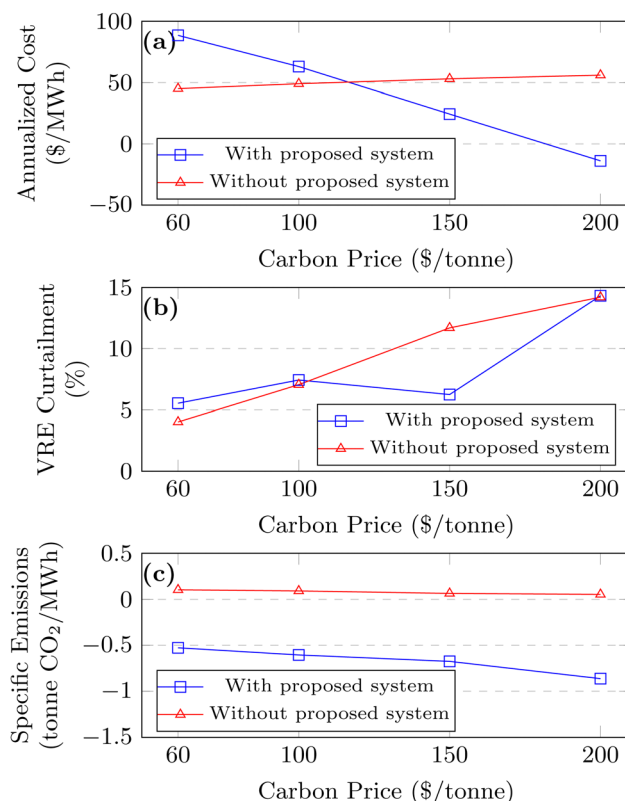 (a)
Annualized Cost
($/MWh)
100
50
0
−50
With proposed system
Without proposed system
60 100 150 200
Carbon Price ($/tonne)
(b)
VRE Curtailment
(%)
15
10
5
0
With proposed system
Without proposed system
60 100 150 200
Carbon Price ($/tonne)
(c)
Specific Emissions
(tonne CO₂/MWh)
0.5
0
−0.5
−1
−1.5
With proposed system
Without proposed system
60 100 150 200
Carbon Price ($/tonne)